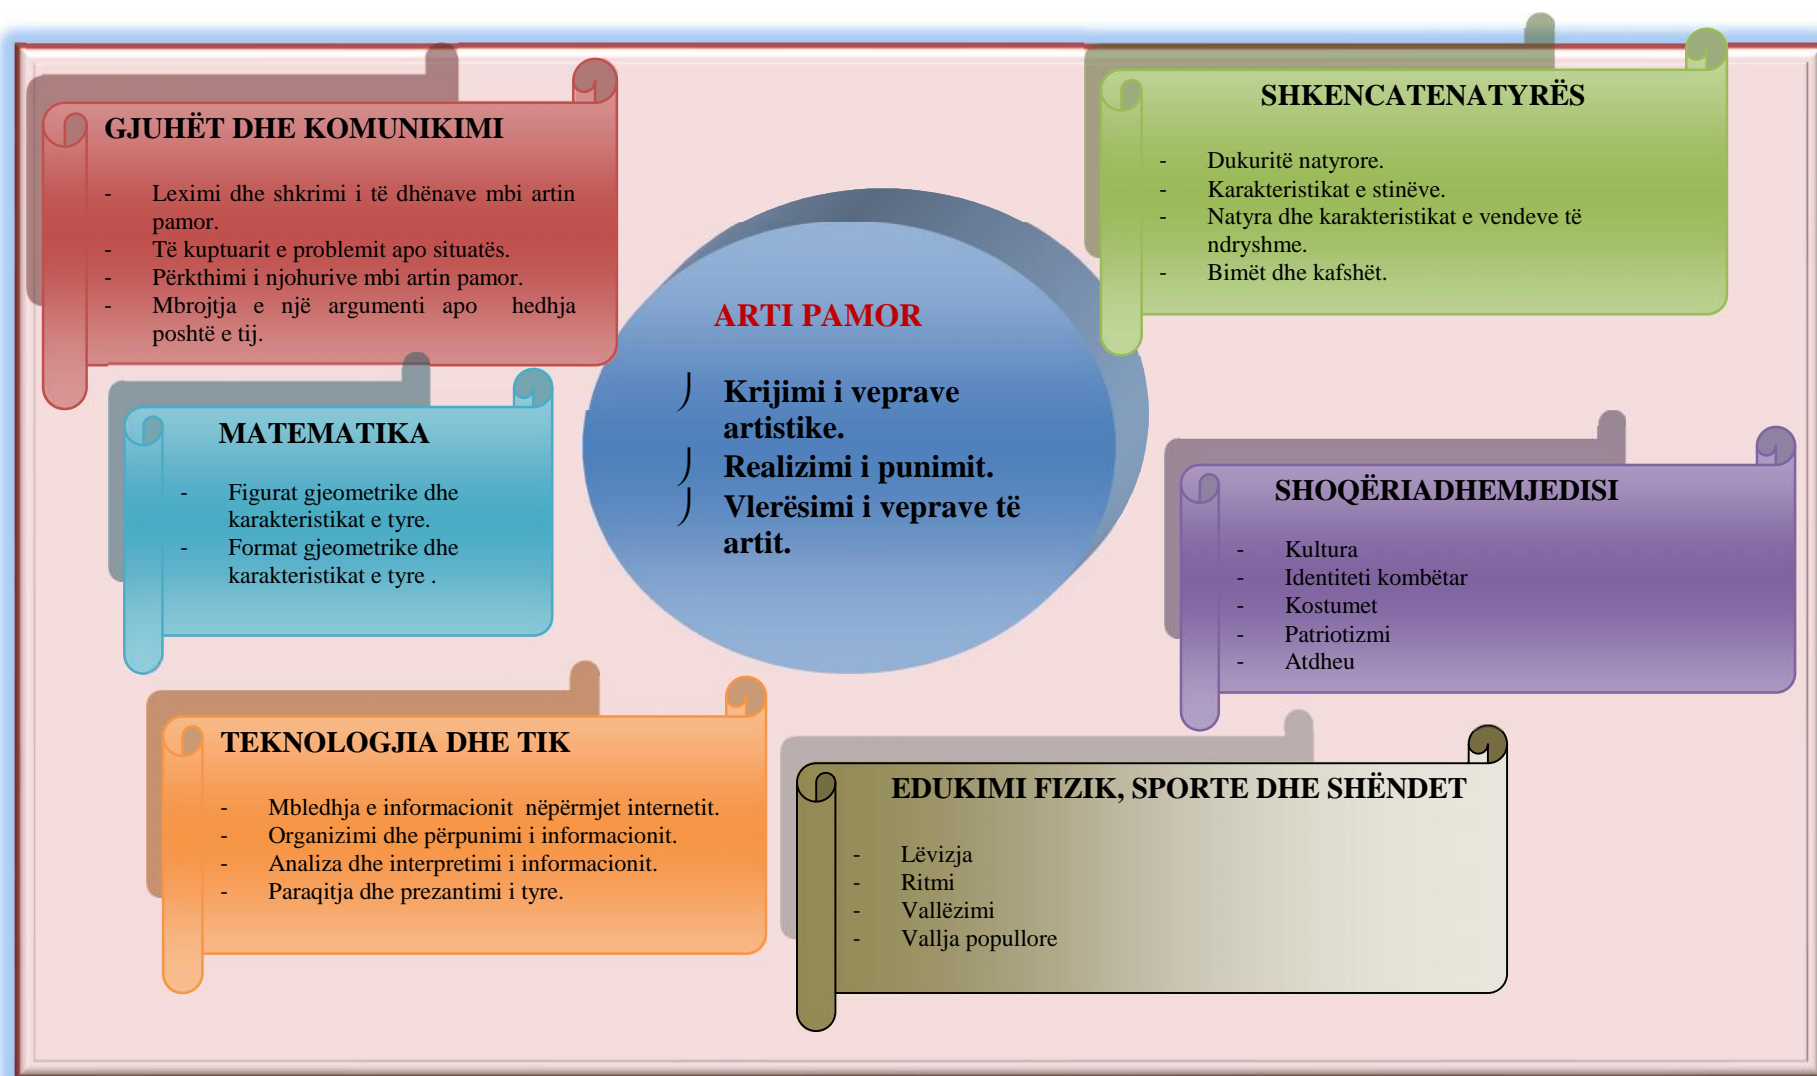 GJUHËT DHE KOMUNIKIMI
- Leximi dhe shkrimi i të dhënave mbi artin
pamor.
- Të kuptuarit e problemit apo situatës.
- Përkthimi i njohurive mbi artin pamor.
- Mbrojtja e një argumenti apo hedhja
poshtë e tij.
SHKENCATENATYRËS
- Dukuritë natyrore.
- Karakteristikat e stinëve.
- Natyra dhe karakteristikat e vendeve të
ndryshme.
- Bimët dhe kafshët.
ARTI PAMOR
⌡ Krijimi i veprave
artistike.
⌡ Realizimi i punimit.
⌡ Vlerësimi i veprave të
artit.
MATEMATIKA
- Figurat gjeometrike dhe
karakteristikat e tyre.
- Format gjeometrike dhe
karakteristikat e tyre .
SHOQËRIADHEMJEDISI
- Kultura
- Identiteti kombëtar
- Kostumet
- Patriotizmi
- Atdheu
TEKNOLOGJIA DHE TIK
- Mbledhja e informacionit nëpërmjet internetit.
- Organizimi dhe përpunimi i informacionit.
- Analiza dhe interpretimi i informacionit.
- Paraqitja dhe prezantimi i tyre.
EDUKIMI FIZIK, SPORTE DHE SHËNDET
- Lëvizja
- Ritmi
- Vallëzimi
- Vallja popullore